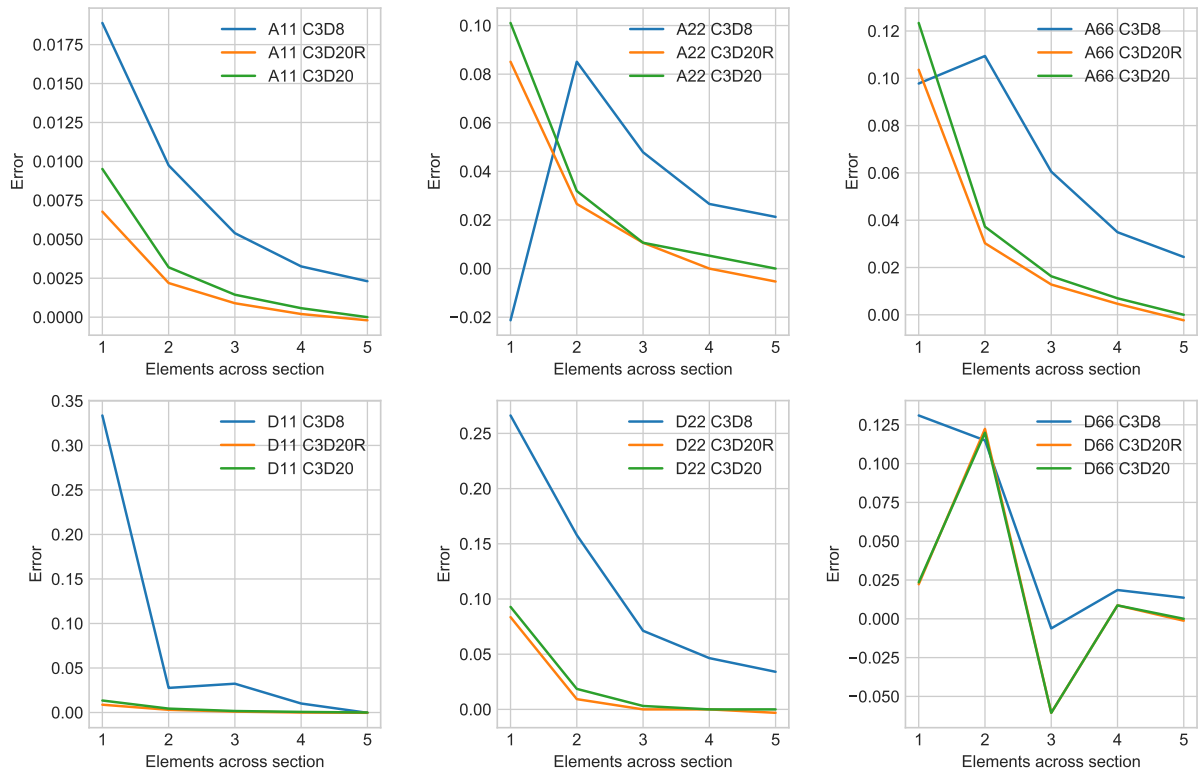 A11 C3D8
A11 C3D20R
A11 C3D20
0.0175
0.0150
0.0125
0.0100
0.0075
0.0050
0.0025
0.0000
Error
1 2 3 4 5
Elements across section
A22 C3D8
A22 C3D20R
A22 C3D20
0.10
0.08
0.06
0.04
0.02
0.00
−0.02
Error
1 2 3 4 5
Elements across section
A66 C3D8
A66 C3D20R
A66 C3D20
0.12
0.10
0.08
0.06
0.04
0.02
0.00
Error
1 2 3 4 5
Elements across section
D11 C3D8
D11 C3D20R
D11 C3D20
0.35
0.30
0.25
0.20
0.15
0.10
0.05
0.00
Error
1 2 3 4 5
Elements across section
D22 C3D8
D22 C3D20R
D22 C3D20
0.25
0.20
0.15
0.10
0.05
0.00
Error
1 2 3 4 5
Elements across section
D66 C3D8
D66 C3D20R
D66 C3D20
0.125
0.100
0.075
0.050
0.025
0.000
−0.025
−0.050
Error
1 2 3 4 5
Elements across section